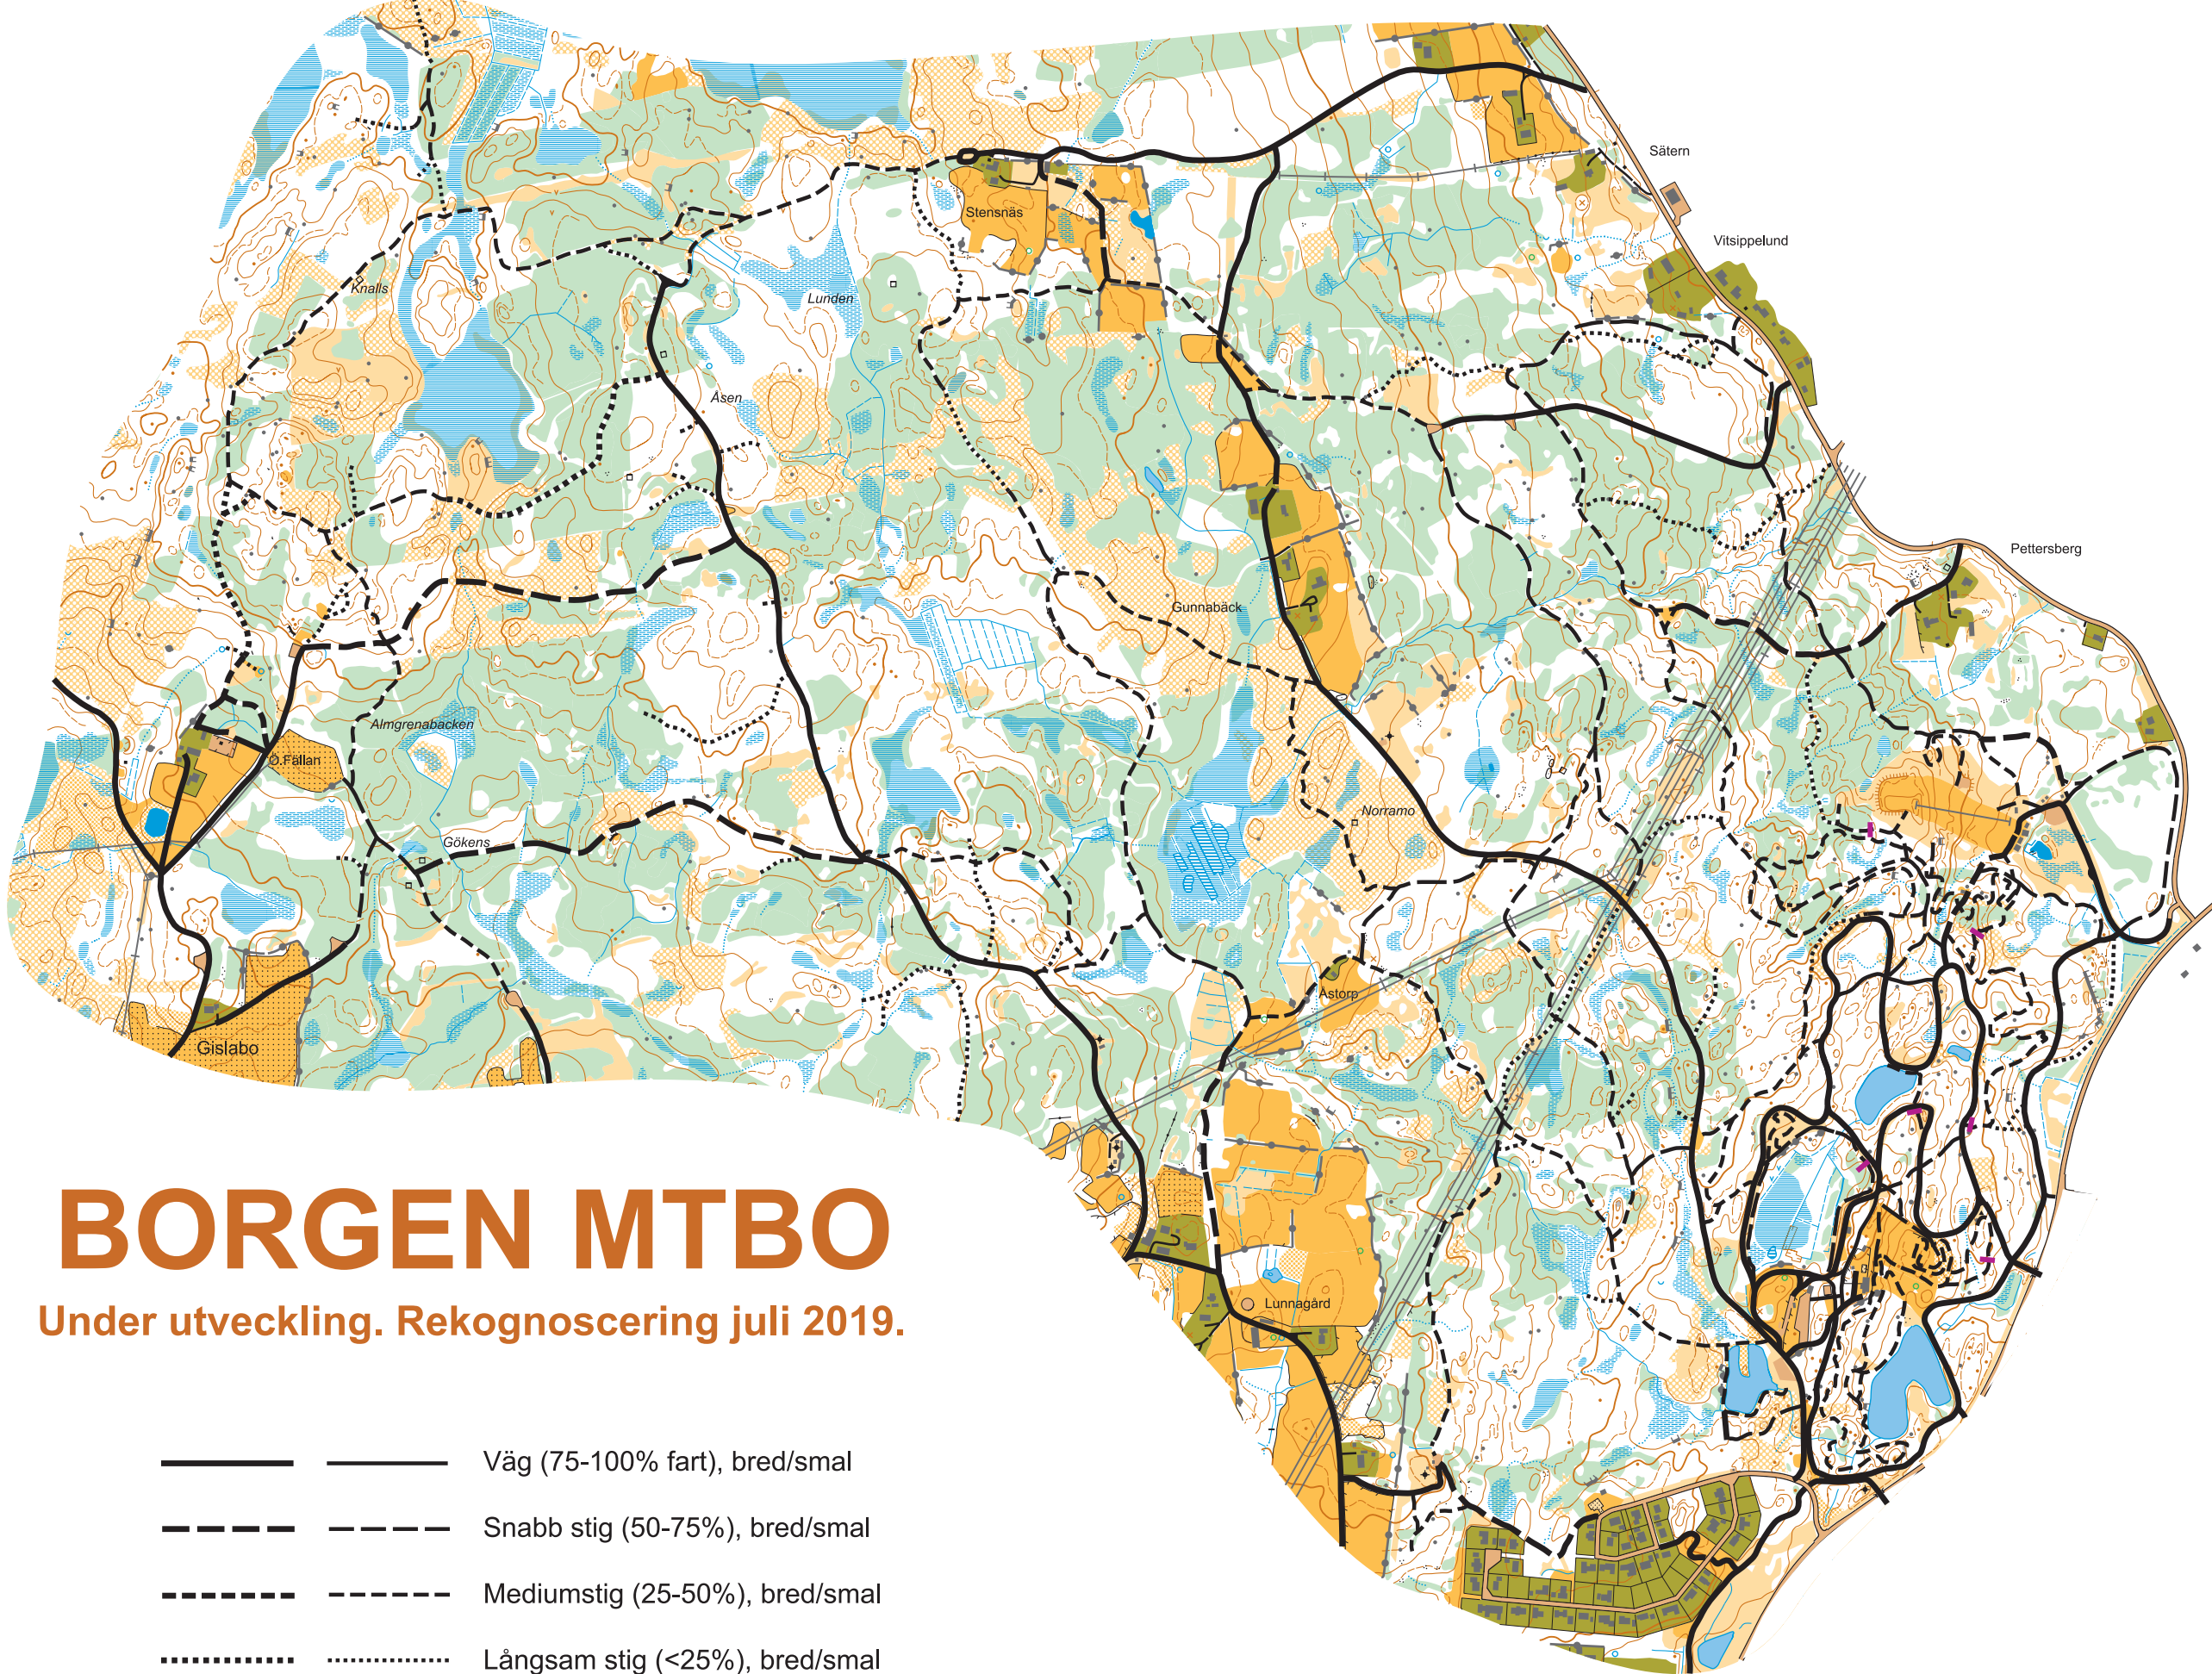 Sätern
Stensnäs
Vitsippelund
Knalls
Lunden
Åsen
Pettersberg
Gunnabäck
Almgrenabacken
Ö.Fällan
Norramo
Gökens
Åstorp
Gislabo
BORGEN MTBO
Under utveckling. Rekognoscering juli 2019.
Lunnagård
Väg (75-100% fart), bred/smal
Snabb stig (50-75%), bred/smal
Mediumstig (25-50%), bred/smal
Långsam stig (<25%), bred/smal